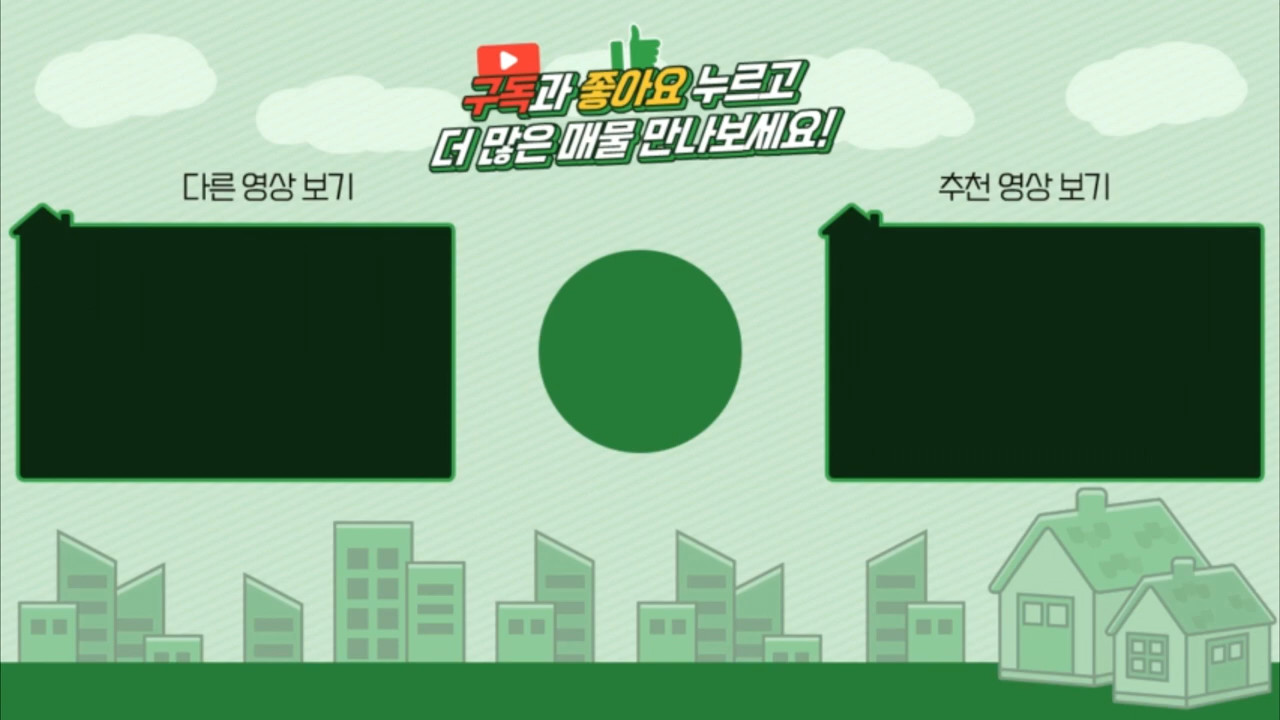 구독과 좋아요 누르고
더 많은 매물 만나보세요!
다른 영상 보기
추천 영상 보기